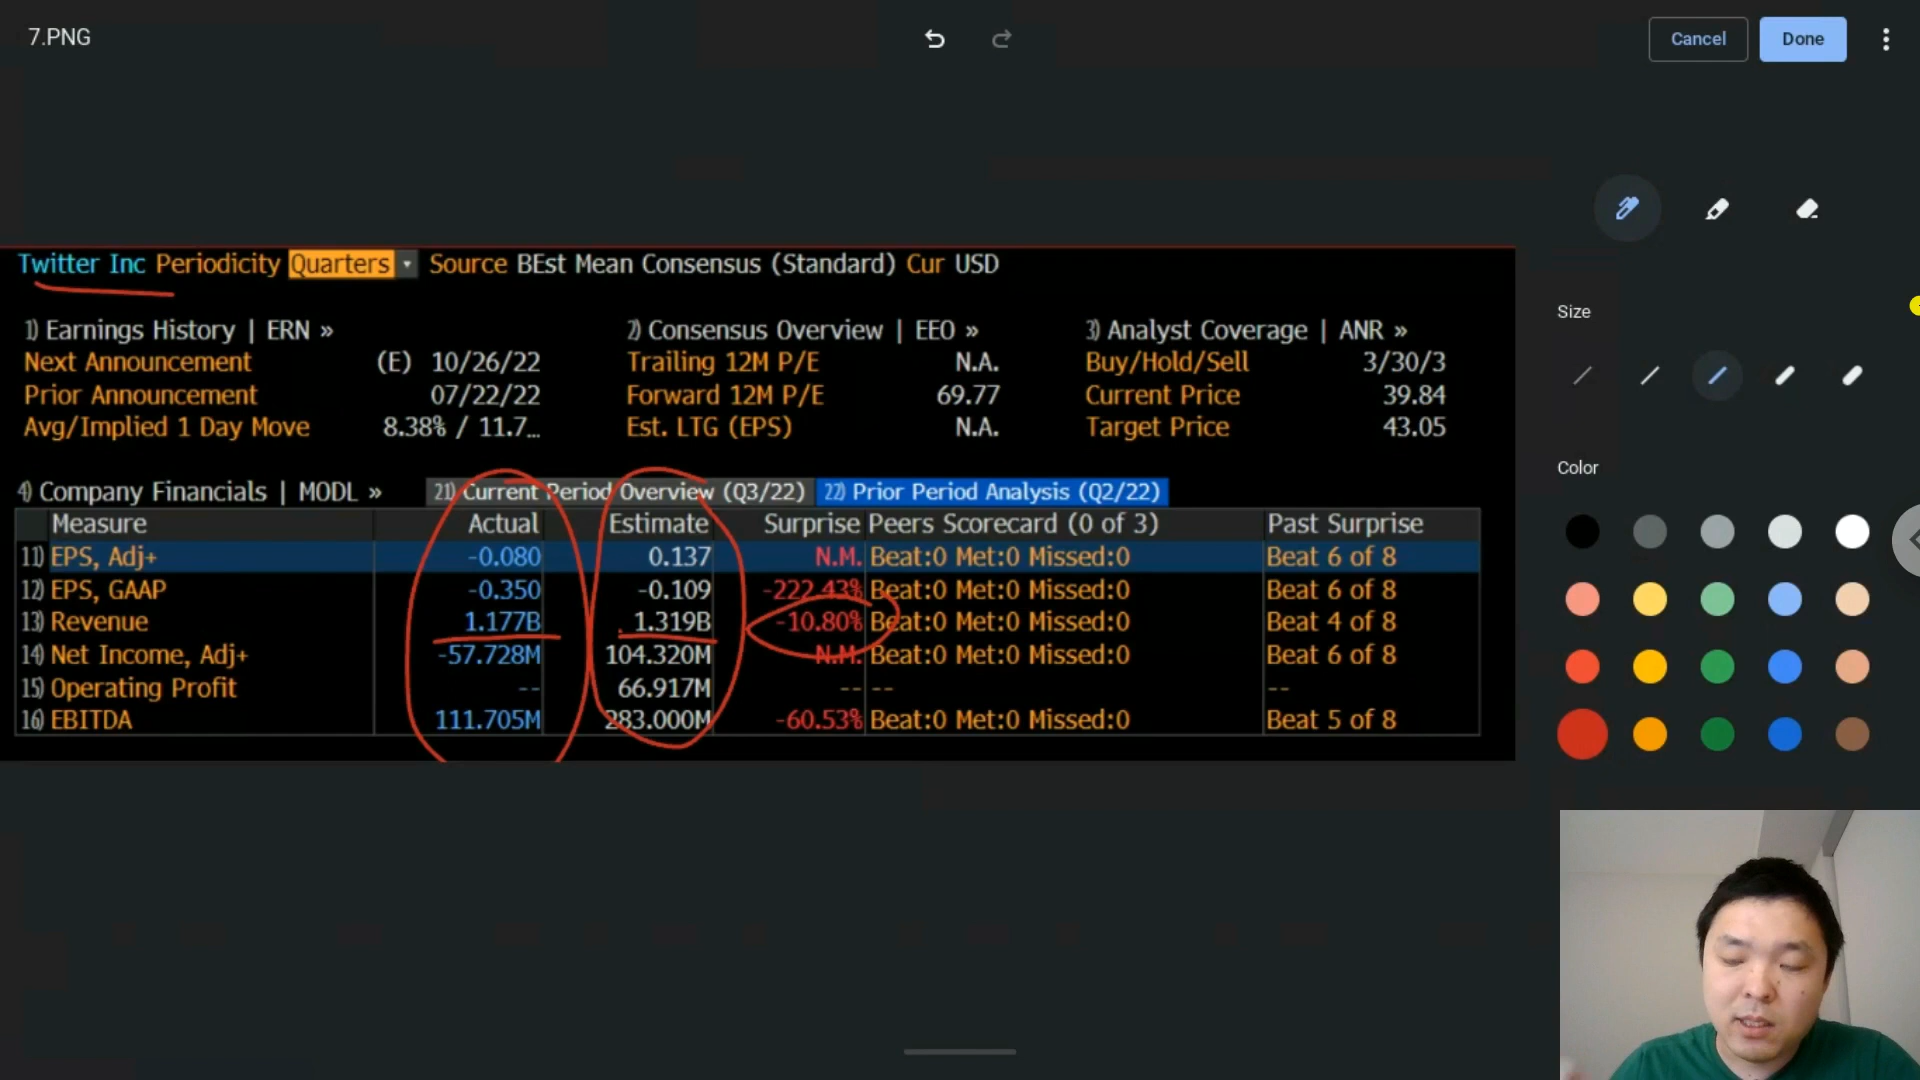 7.PNG
Cancel Done
Twitter Inc Periodicity Quarters Source BEst Mean Consensus (Standard) Cur USD
1) Earnings History | ERN » 2) Consensus Overview | EEO » 3) Analyst Coverage | ANR »
Next Announcement (E) 10/26/22 Trailing 12M P/E N.A. Buy/Hold/Sell 3/30/3
Prior Announcement 07/22/22 Forward 12M P/E 69.77 Current Price 39.84
Avg/Implied 1 Day Move 8.38% / 11.7… Est. LTG (EPS) N.A. Target Price 43.05
4) Company Financials | MODL » 21) Current Period Overview (Q3/22) 22) Prior Period Analysis (Q2/22)
Measure Actual Estimate Surprise Peers Scorecard (0 of 3) Past Surprise
11) EPS, Adj+ -0.080 0.137 N.M. Beat:0 Met:0 Missed:0 Beat 6 of 8
12) EPS, GAAP -0.350 -0.109 -222.43% Beat:0 Met:0 Missed:0 Beat 6 of 8
13) Revenue 1.177B 1.319B -10.80% Beat:0 Met:0 Missed:0 Beat 4 of 8
14) Net Income, Adj+ -57.728M 104.320M N.M. Beat:0 Met:0 Missed:0 Beat 6 of 8
15) Operating Profit -- 66.917M -- -- --
16) EBITDA 111.705M 283.000M -60.53% Beat:0 Met:0 Missed:0 Beat 5 of 8
Size
Color